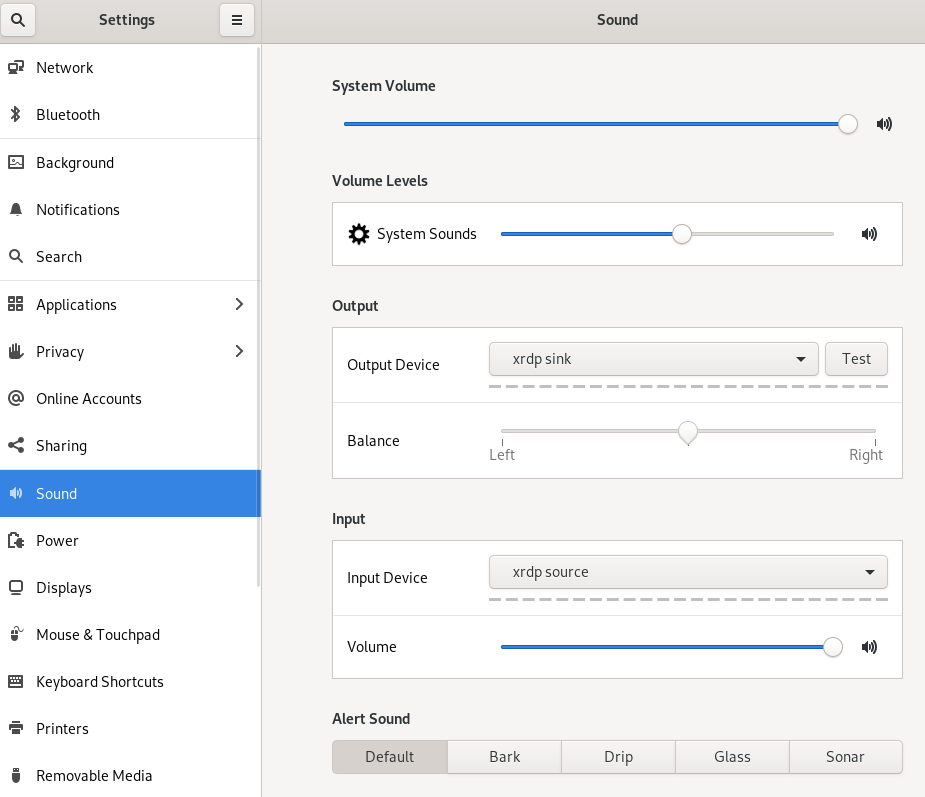 Settings
Sound
Network
Bluetooth
Background
Notifications
Search
Applications
Privacy
Online Accounts
Sharing
Sound
Power
Displays
Mouse & Touchpad
Keyboard Shortcuts
Printers
Removable Media
System Volume
Volume Levels
System Sounds
Output
Output Device
xrdp sink
Test
Balance
Left
Right
Input
Input Device
xrdp source
Volume
Alert Sound
Default
Bark
Drip
Glass
Sonar